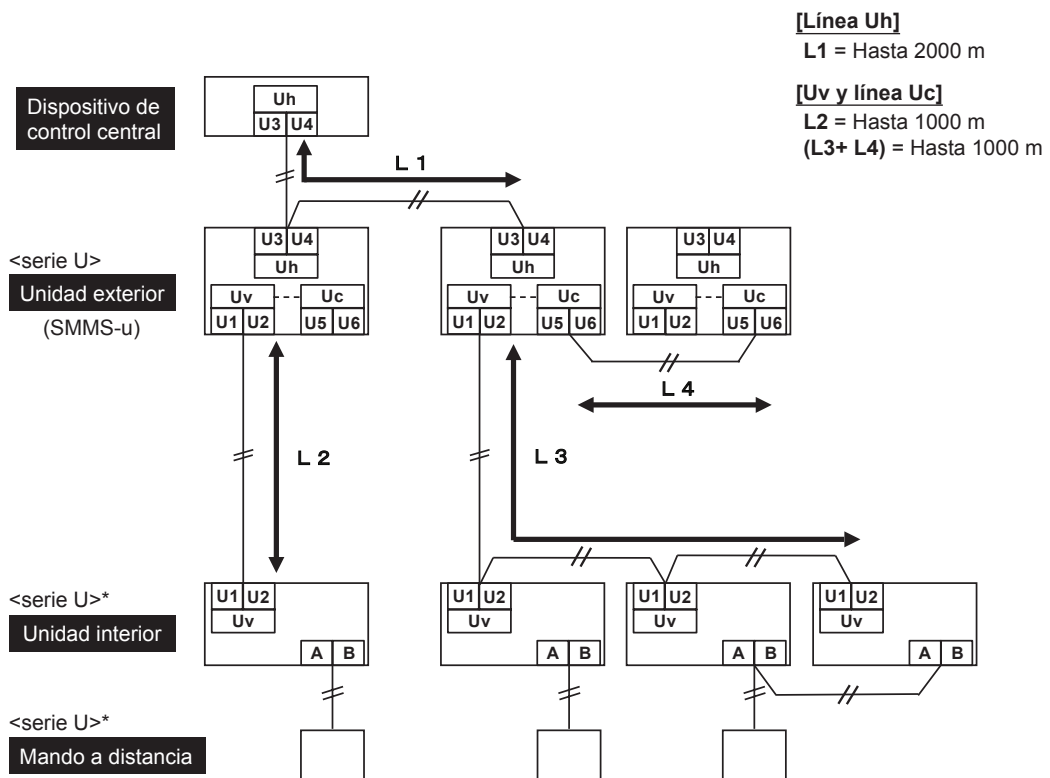 [Línea Uh]
L1 = Hasta 2000 m
[Uv y línea Uc]
L2 = Hasta 1000 m
(L3+ L4) = Hasta 1000 m
Dispositivo de
control central
Uh
U3 U4
L 1
<serie U>
Unidad exterior
(SMMS-u)
U3 U4
Uh
Uv Uc
U1 U2 U5 U6
U3 U4
Uh
Uv Uc
U1 U2 U5 U6
U3 U4
Uh
Uv Uc
U1 U2 U5 U6
L 4
L 2
L 3
<serie U>*
Unidad interior
U1 U2
Uv
A B
U1 U2
Uv
A B
U1 U2
Uv
A B
U1 U2
Uv
A B
<serie U>*
Mando a distancia